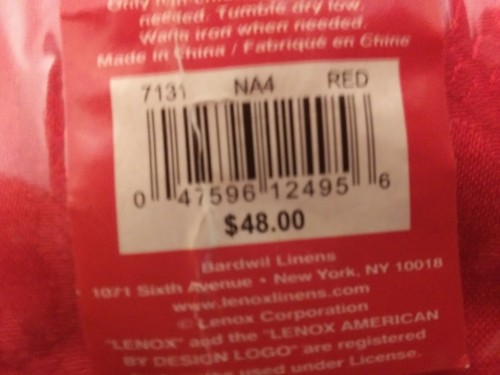 needed. Tumble dry low.
Warm iron when needed.
Made in China / Fabriqué en Chine
7131 NA4 RED
0 47596 12495 6
$48.00
Bardwil Linens
1071 Sixth Avenue • New York, NY 10018
www.lenoxlinens.com
© Lenox Corporation
"LENOX" and the "LENOX AMERICAN
BY DESIGN LOGO" are registered
used under License.